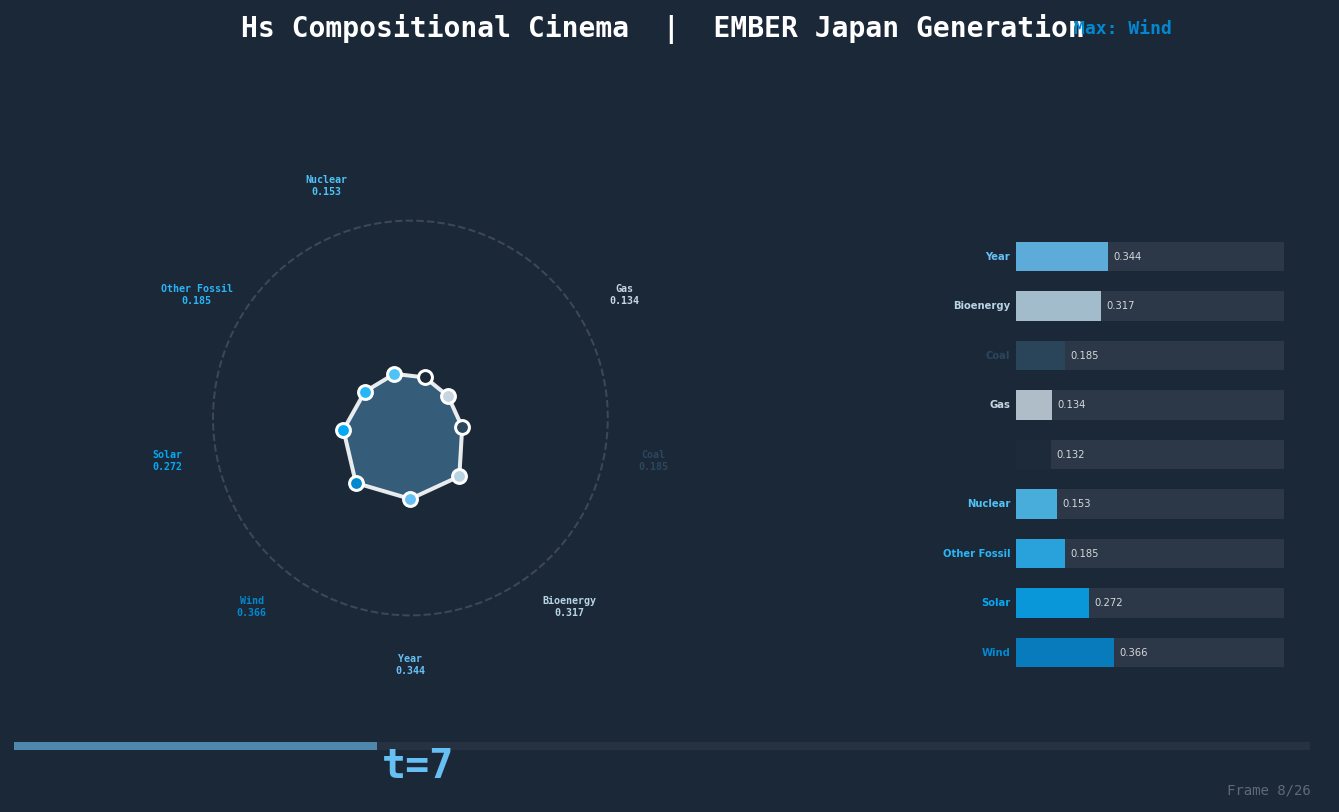 Hs Compositional Cinema | EMBER Japan Generation
Max: Wind
Nuclear
0.153
Other Fossil
0.185
Gas
0.134
Solar
0.272
Coal
0.185
Wind
0.366
Bioenergy
0.317
Year
0.344
Year 0.344
Bioenergy 0.317
Coal 0.185
Gas 0.134
0.132
Nuclear 0.153
Other Fossil 0.185
Solar 0.272
Wind 0.366
t=7
Frame 8/26